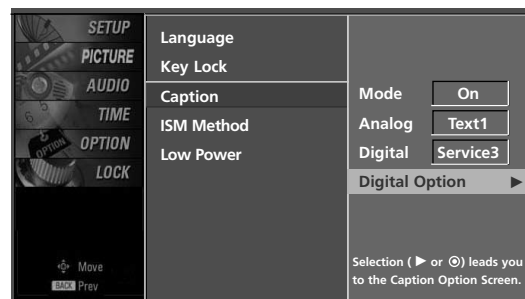 SETUP
PICTURE
AUDIO
TIME
OPTION
LOCK
Move
BACK Prev
Language
Key Lock
Caption
ISM Method
Low Power
Mode On
Analog Text1
Digital Service3
Digital Option ▶
Selection ( ▶ or ◉) leads you
to the Caption Option Screen.